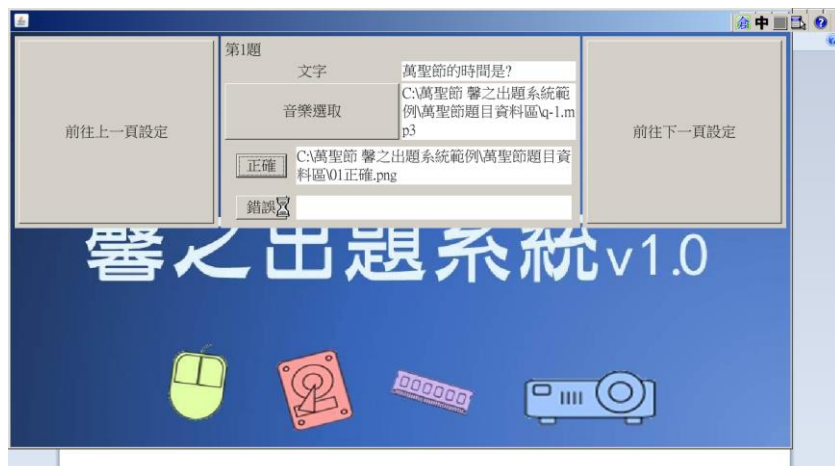 中
第1題
文字
萬聖節的時間是?
音樂選取
C:\萬聖節 馨之出題系統範
例\萬聖節題目資料區\q-1.m
p3
前往上一頁設定
前往下一頁設定
正確
C:\萬聖節 馨之出題系統範例\萬聖節題目資
料區\01正確.png
錯誤
馨之出題系統v1.0